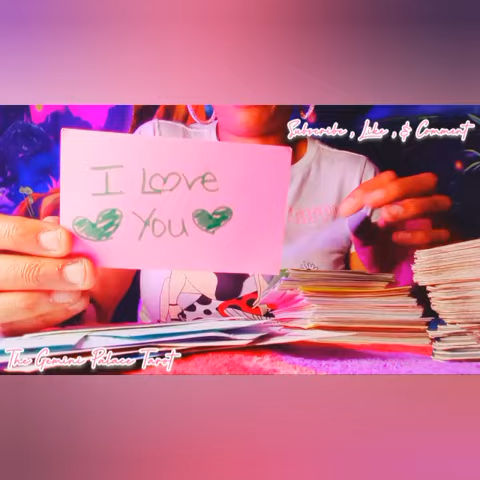 Subscribe, Like, & Comment
I Love
You
The Gemini Palace Tarot